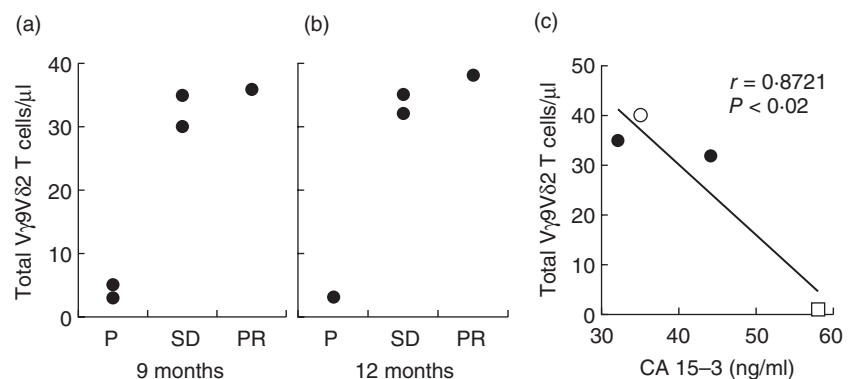 (a)
Total Vγ9Vδ2 T cells/μl
40
30
20
10
0
P SD PR
9 months
(b)
P SD PR
12 months
(c)
Total Vγ9Vδ2 T cells/μl
50
40
30
20
10
0
r = 0·8721
P < 0·02
30 40 50 60
CA 15–3 (ng/ml)